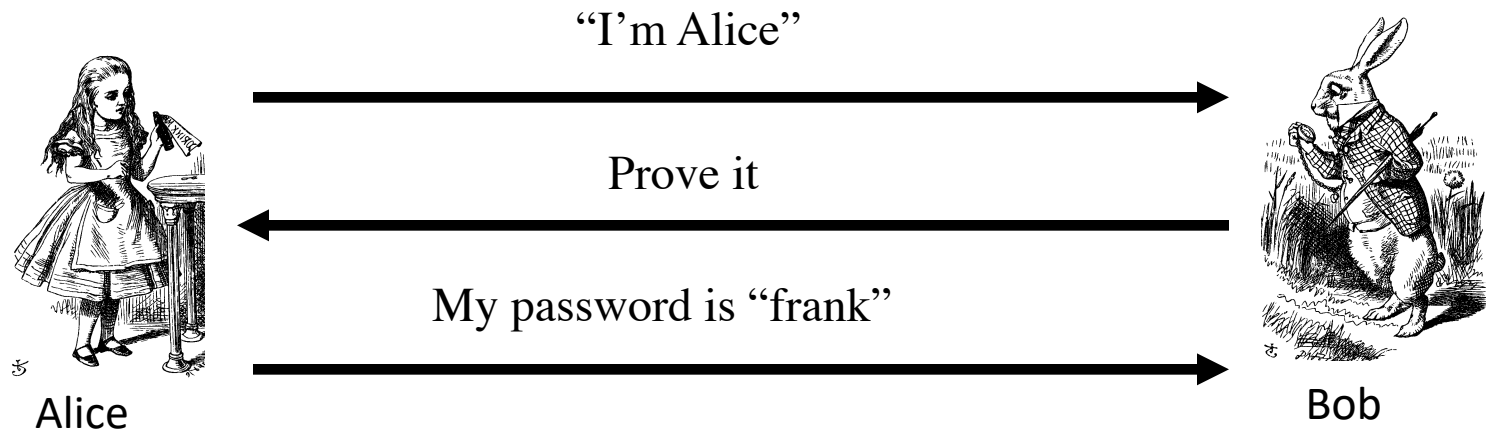 “I’m Alice”
Prove it
My password is “frank”
Alice
Bob